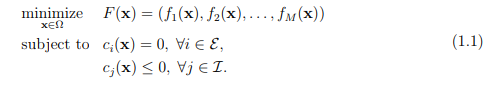 minimize F(x) = (f₁(x), f₂(x), . . . , f_M(x))
x∈Ω
subject to cᵢ(x) = 0, ∀i ∈ ℰ,
(1.1)
cⱼ(x) ≤ 0, ∀j ∈ ℐ.